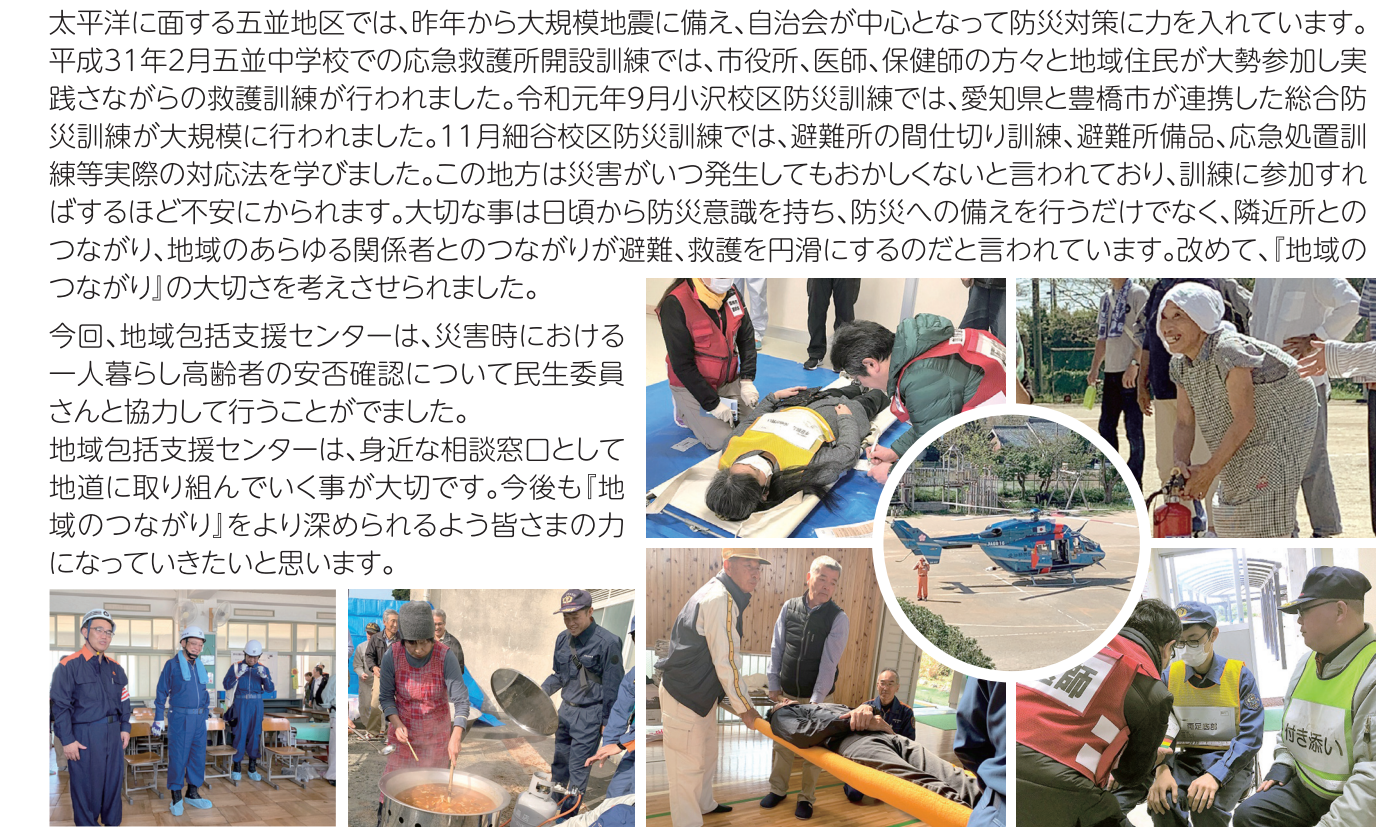 太平洋に面する五並地区では、昨年から大規模地震に備え、自治会が中心となって防災対策に力を入れています。
平成31年2月五並中学校での応急救護所開設訓練では、市役所、医師、保健師の方々と地域住民が大勢参加し実
践さながらの救護訓練が行われました。令和元年9月小沢校区防災訓練では、愛知県と豊橋市が連携した総合防
災訓練が大規模に行われました。11月細谷校区防災訓練では、避難所の間仕切り訓練、避難所備品、応急処置訓
練等実際の対応法を学びました。この地方は災害がいつ発生してもおかしくないと言われており、訓練に参加すれ
ばするほど不安にかられます。大切な事は日頃から防災意識を持ち、防災への備えを行うだけでなく、隣近所との
つながり、地域のあらゆる関係者とのつながりが避難、救護を円滑にするのだと言われています。改めて、『地域の
つながり』の大切さを考えさせられました。
今回、地域包括支援センターは、災害時における
一人暮らし高齢者の安否確認について民生委員
さんと協力して行うことがでました。
地域包括支援センターは、身近な相談窓口として
地道に取り組んでいく事が大切です。今後も『地
域のつながり』をより深められるよう皆さまの力
になっていきたいと思います。
師
付き添い